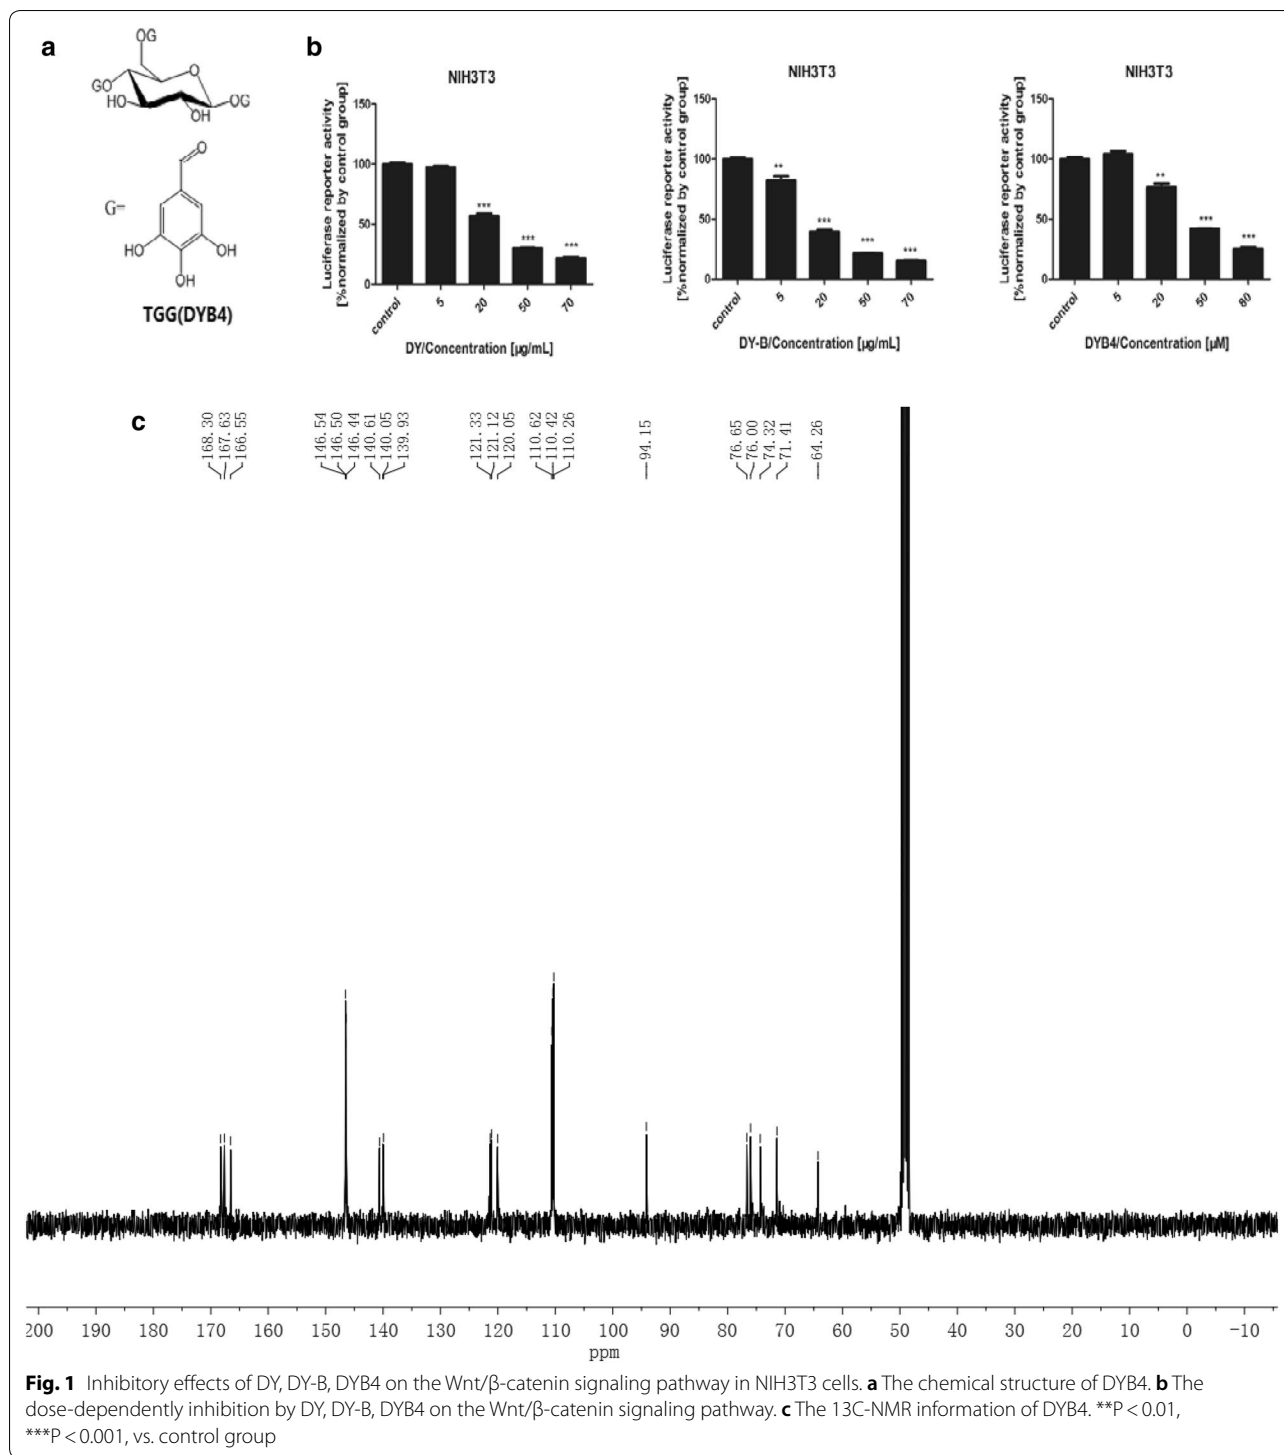 a
OG
O
GO
HO
OH
OG
O
G=
HO
OH
OH
TGG(DYB4)
b
NIH3T3
Luciferase reporter activity
[%normalized by control group]
150
100
50
0
control
5
20
50
70
***
***
***
DY/Concentration [µg/mL]
NIH3T3
Luciferase reporter activity
[%normalized by control group]
150
100
50
0
control
5
20
50
70
**
***
***
***
DY-B/Concentration [µg/mL]
NIH3T3
Luciferase reporter activity
[%normalized by control group]
150
100
50
0
control
5
20
50
80
**
***
***
DYB4/Concentration [µM]
c
168.30
167.63
166.55
146.54
146.50
146.44
140.61
140.05
139.93
121.33
121.12
120.05
110.62
110.42
110.26
94.15
76.65
76.00
74.32
71.41
64.26
200 190 180 170 160 150 140 130 120 110 100 90 80 70 60 50 40 30 20 10 0 -10
ppm
Fig. 1 Inhibitory effects of DY, DY-B, DYB4 on the Wnt/β-catenin signaling pathway in NIH3T3 cells. a The chemical structure of DYB4. b The
dose-dependently inhibition by DY, DY-B, DYB4 on the Wnt/β-catenin signaling pathway. c The 13C-NMR information of DYB4. **P < 0.01,
***P < 0.001, vs. control group